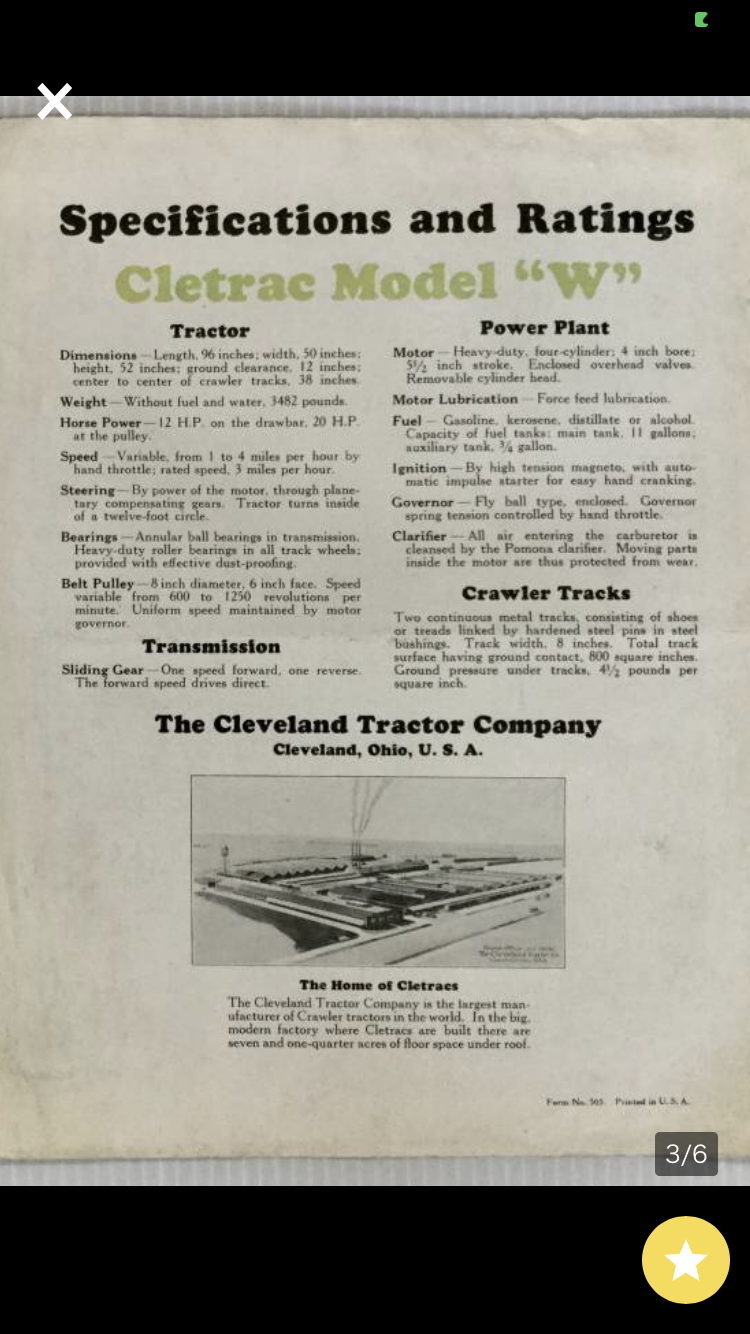 Specifications and Ratings
Cletrac Model “W”
Tractor
Dimensions — Length, 96 inches; width, 50 inches;
height, 52 inches; ground clearance, 12 inches;
center to center of crawler tracks, 38 inches.
Weight — Without fuel and water, 3482 pounds.
Horse Power — 12 H.P. on the drawbar, 20 H.P.
at the pulley.
Speed — Variable, from 1 to 4 miles per hour by
hand throttle; rated speed, 3 miles per hour.
Steering — By power of the motor, through plane-
tary compensating gears. Tractor turns inside
of a twelve-foot circle.
Bearings — Annular ball bearings in transmission.
Heavy-duty roller bearings in all track wheels;
provided with effective dust-proofing.
Belt Pulley — 8 inch diameter, 6 inch face. Speed
variable from 600 to 1250 revolutions per
minute. Uniform speed maintained by motor
governor.
Transmission
Sliding Gear — One speed forward, one reverse.
The forward speed drives direct.
Power Plant
Motor — Heavy-duty, four-cylinder; 4 inch bore;
5½ inch stroke. Enclosed overhead valves.
Removable cylinder head.
Motor Lubrication — Force feed lubrication.
Fuel — Gasoline, kerosene, distillate or alcohol.
Capacity of fuel tanks: main tank, 11 gallons;
auxiliary tank, ¾ gallon.
Ignition — By high tension magneto, with auto-
matic impulse starter for easy hand cranking.
Governor — Fly ball type, enclosed. Governor
spring tension controlled by hand throttle.
Clarifier — All air entering the carburetor is
cleansed by the Pomona clarifier. Moving parts
inside the motor are thus protected from wear.
Crawler Tracks
Two continuous metal tracks, consisting of shoes
or treads linked by hardened steel pins in steel
bushings. Track width, 8 inches. Total track
surface having ground contact, 800 square inches.
Ground pressure under tracks, 4½ pounds per
square inch.
The Cleveland Tractor Company
Cleveland, Ohio, U. S. A.
The Home of Cletracs
The Cleveland Tractor Company is the largest man-
ufacturer of Crawler tractors in the world. In the big,
modern factory where Cletracs are built there are
seven and one-quarter acres of floor space under roof.
Form No. 505. Printed in U. S. A.
3/6